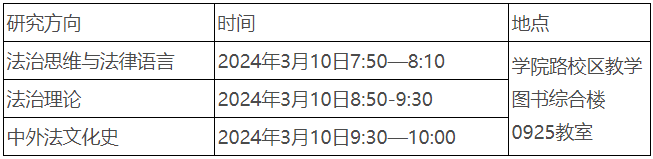 研究方向 时间 地点
法治思维与法律语言 2024年3月10日7:50—8:10
法治理论 2024年3月10日8:50-9:30
中外法文化史 2024年3月10日9:30—10:00
学院路校区教学
图书综合楼
0925教室